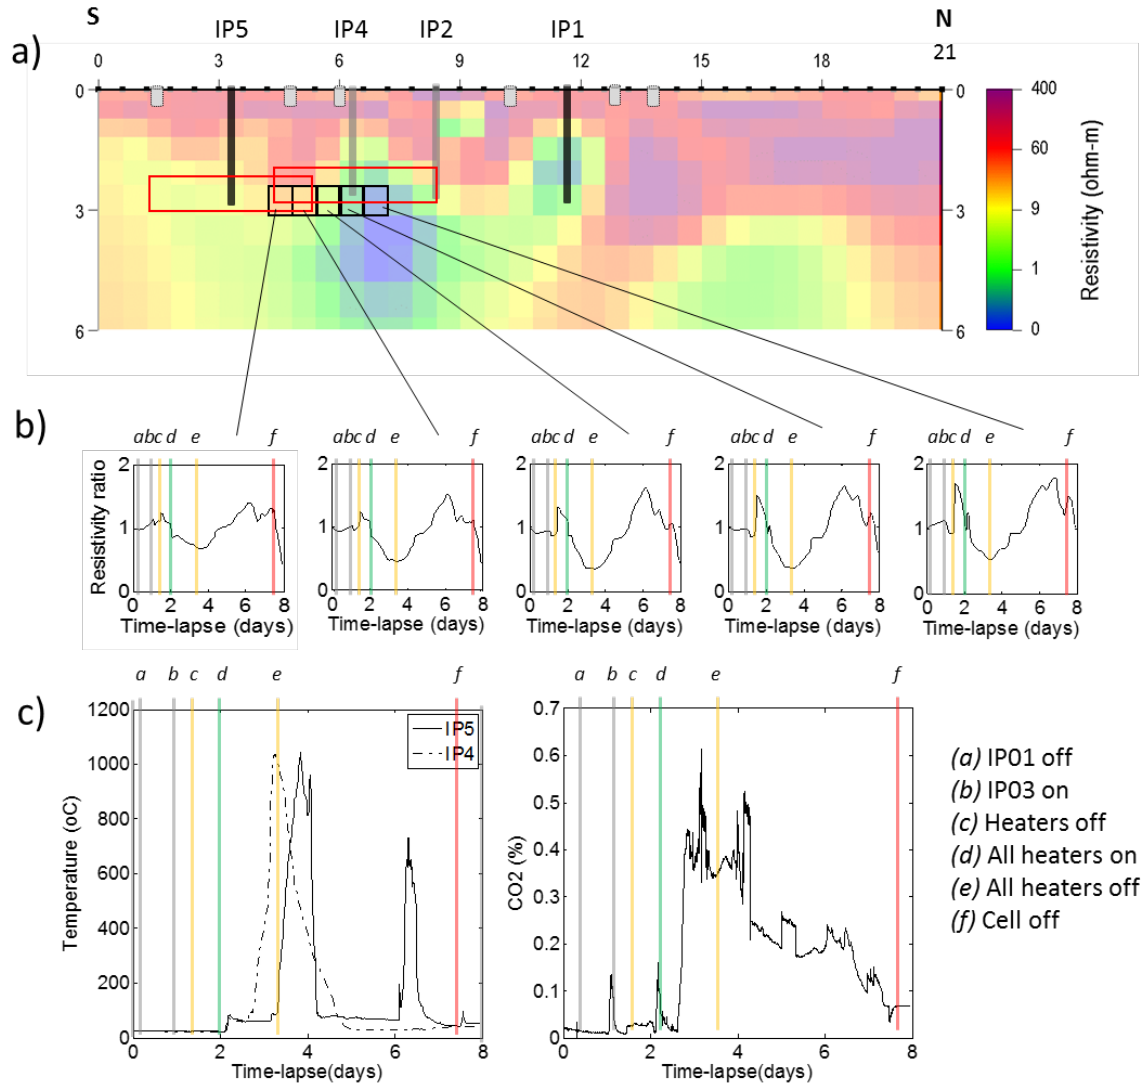 S N
IP5 IP4 IP2 IP1
a)
0 3 6 9 12 15 18 21
0 0 400
60
3 3 9
1
6 6 0
Resistivity (ohm-m)
b)
abc d e f abc d e f abc d e f abc d e f abc d e f
2 2 2 2 2
1 1 1 1 1
0 0 0 0 0
Resistivity ratio
0 2 4 6 8 0 2 4 6 8 0 2 4 6 8 0 2 4 6 8 0 2 4 6 8
Time-lapse (days) Time-lapse (days) Time-lapse (days) Time-lapse (days) Time-lapse (days)
c)
a b c d e f a b c d e f
1200 0.7
IP5
IP4
1000 0.6
800 0.5
600 0.4
400 0.3
200 0.2
0 0.1
0
Temperature (oC) CO2 (%)
0 2 4 6 8 0 2 4 6 8
Time-lapse(days) Time-lapse (days)
(a) IP01 off
(b) IP03 on
(c) Heaters off
(d) All heaters on
(e) All heaters off
(f) Cell off